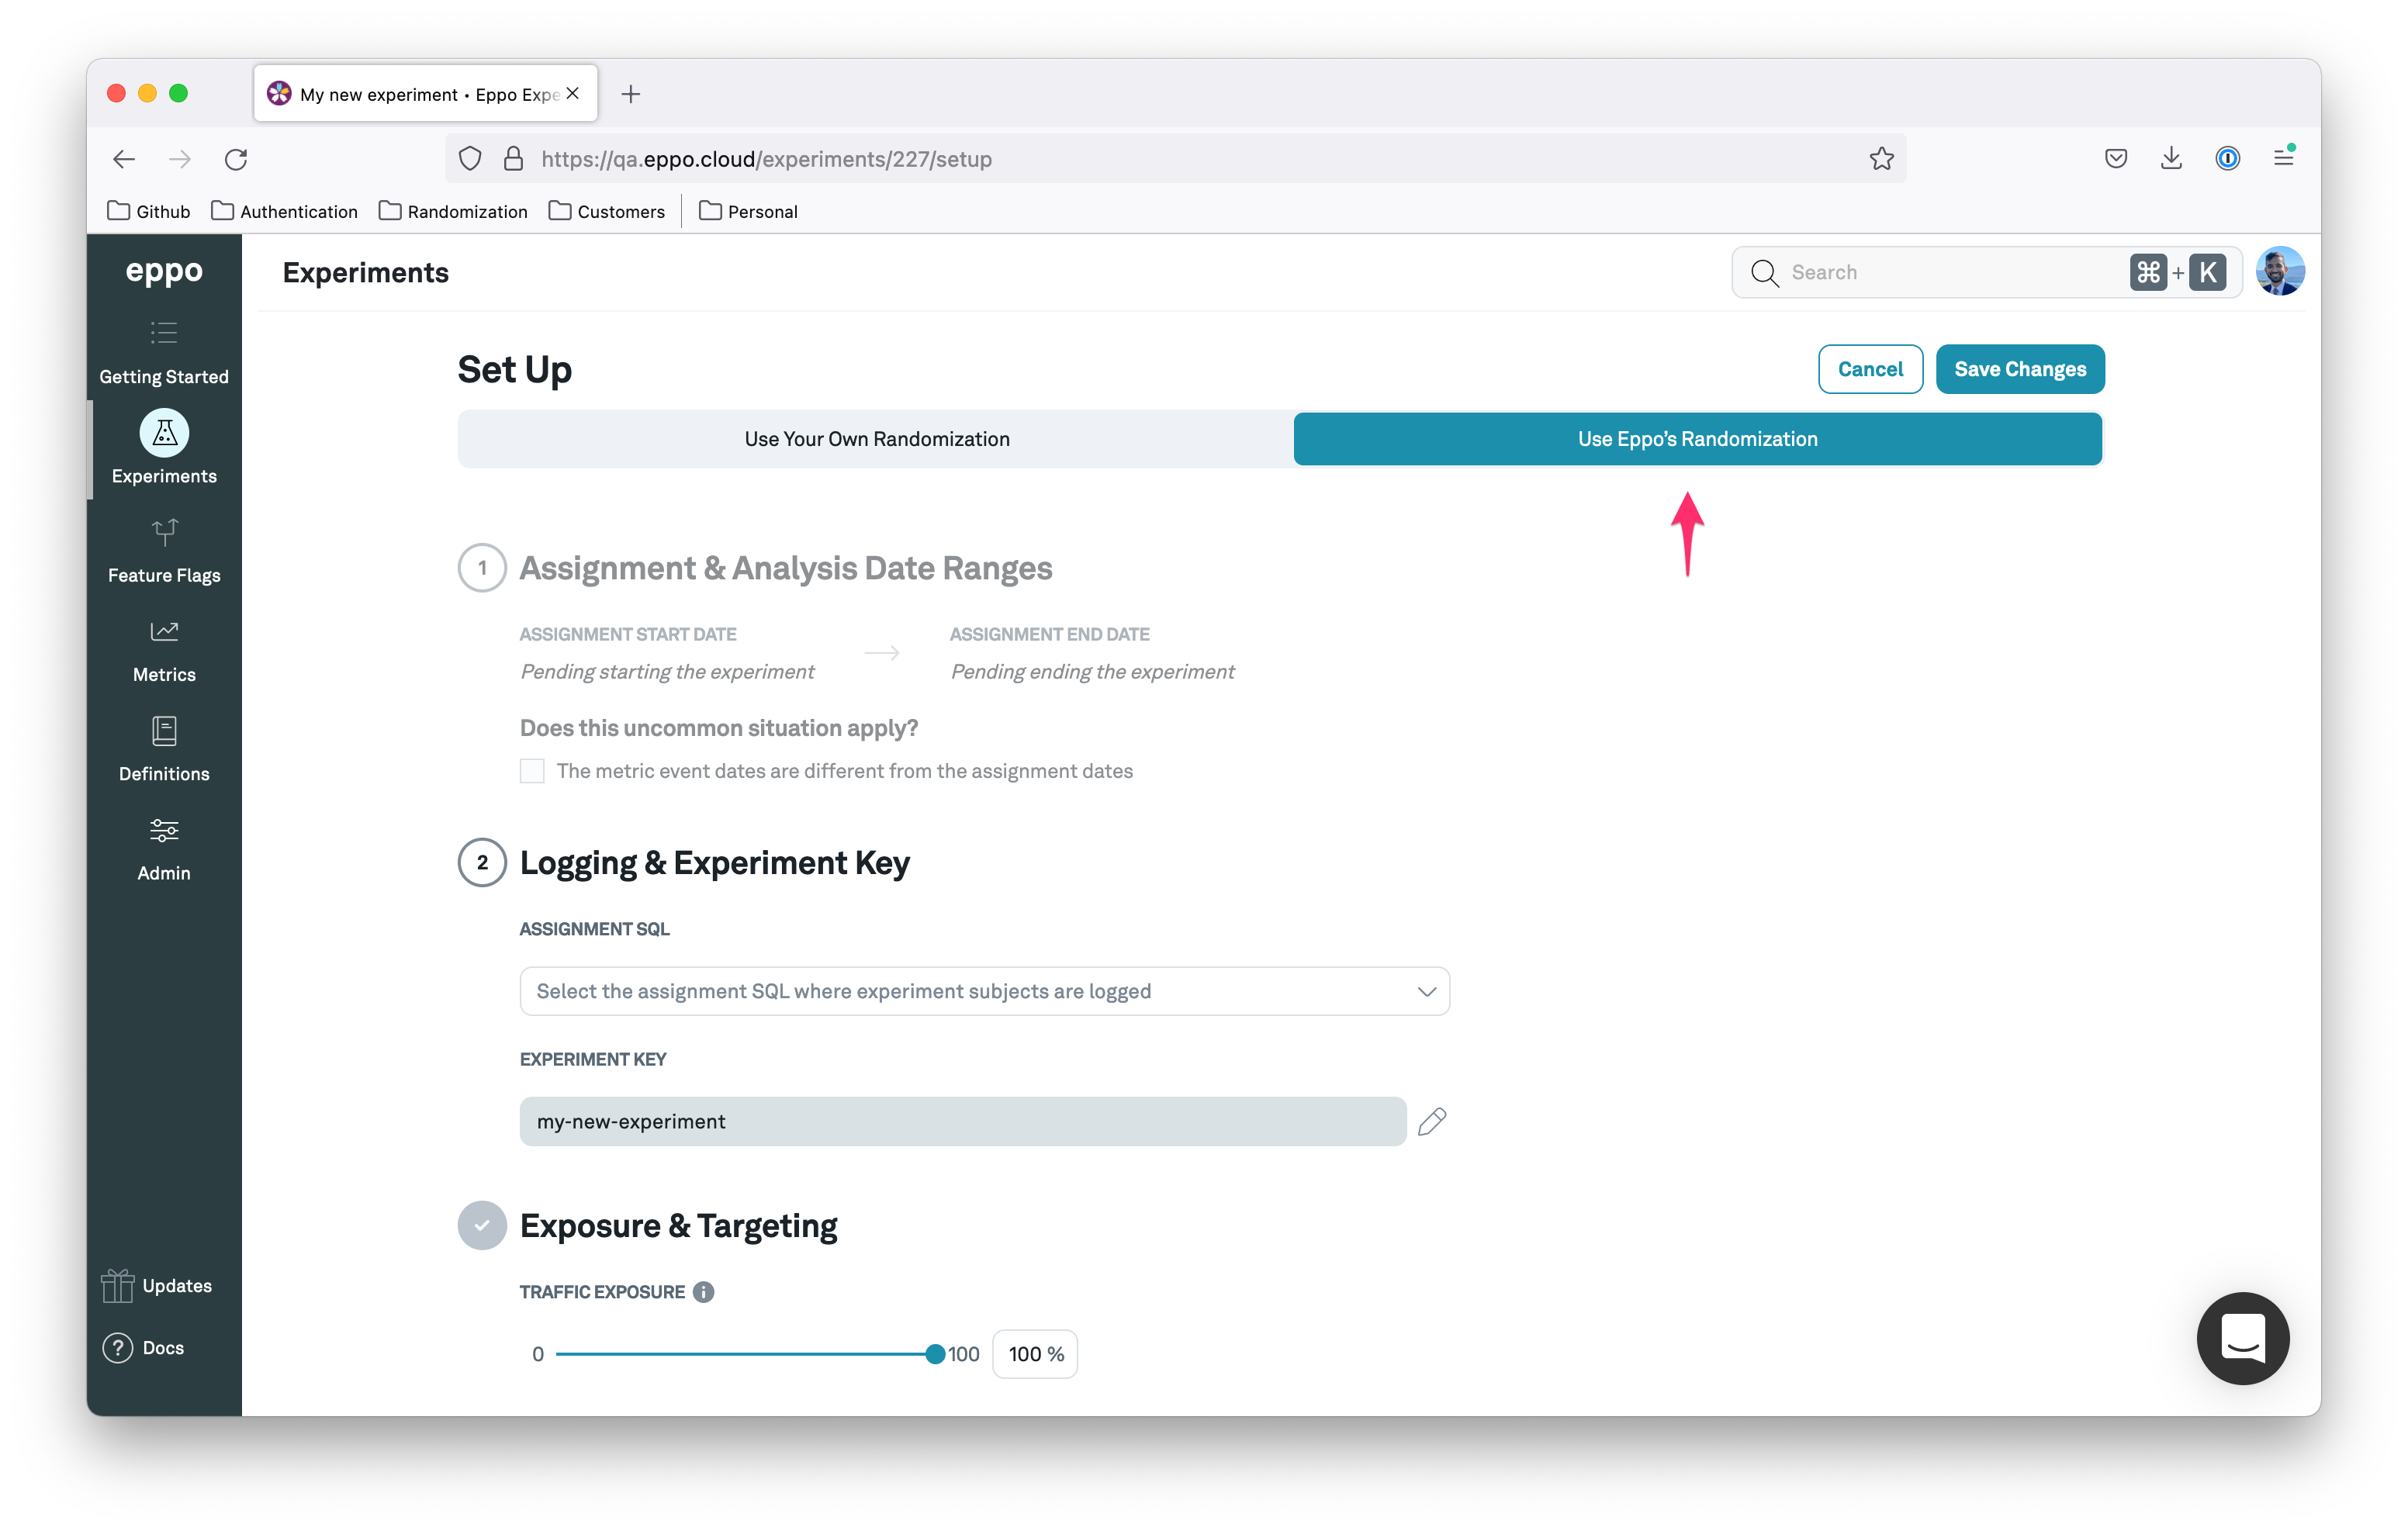 My new experiment • Eppo Expe
https://qa.eppo.cloud/experiments/227/setup
Github Authentication Randomization Customers Personal
eppo
Experiments
Search ⌘ + K
Getting Started
Experiments
Feature Flags
Metrics
Definitions
Admin
Updates
? Docs
Set Up
Cancel Save Changes
Use Your Own Randomization Use Eppo's Randomization
1 Assignment & Analysis Date Ranges
ASSIGNMENT START DATE ASSIGNMENT END DATE
Pending starting the experiment Pending ending the experiment
Does this uncommon situation apply?
The metric event dates are different from the assignment dates
2 Logging & Experiment Key
ASSIGNMENT SQL
Select the assignment SQL where experiment subjects are logged
EXPERIMENT KEY
my-new-experiment
Exposure & Targeting
TRAFFIC EXPOSURE i
0 100 100 %